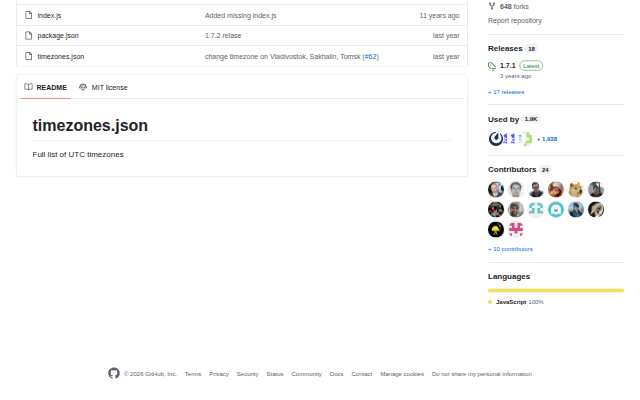 index.js Added missing index.js 11 years ago
package.json 1.7.2 relase last year
timezones.json change timezone on Vladivostok, Sakhalin, Tomsk (#62) last year
README MIT license
timezones.json
Full list of UTC timezones
648 forks
Report repository
Releases 18
1.7.1 Latest
3 years ago
+ 17 releases
Used by 1.9K
+ 1,938
Contributors 24
+ 10 contributors
Languages
JavaScript 100%
© 2026 GitHub, Inc. Terms Privacy Security Status Community Docs Contact Manage cookies Do not share my personal information